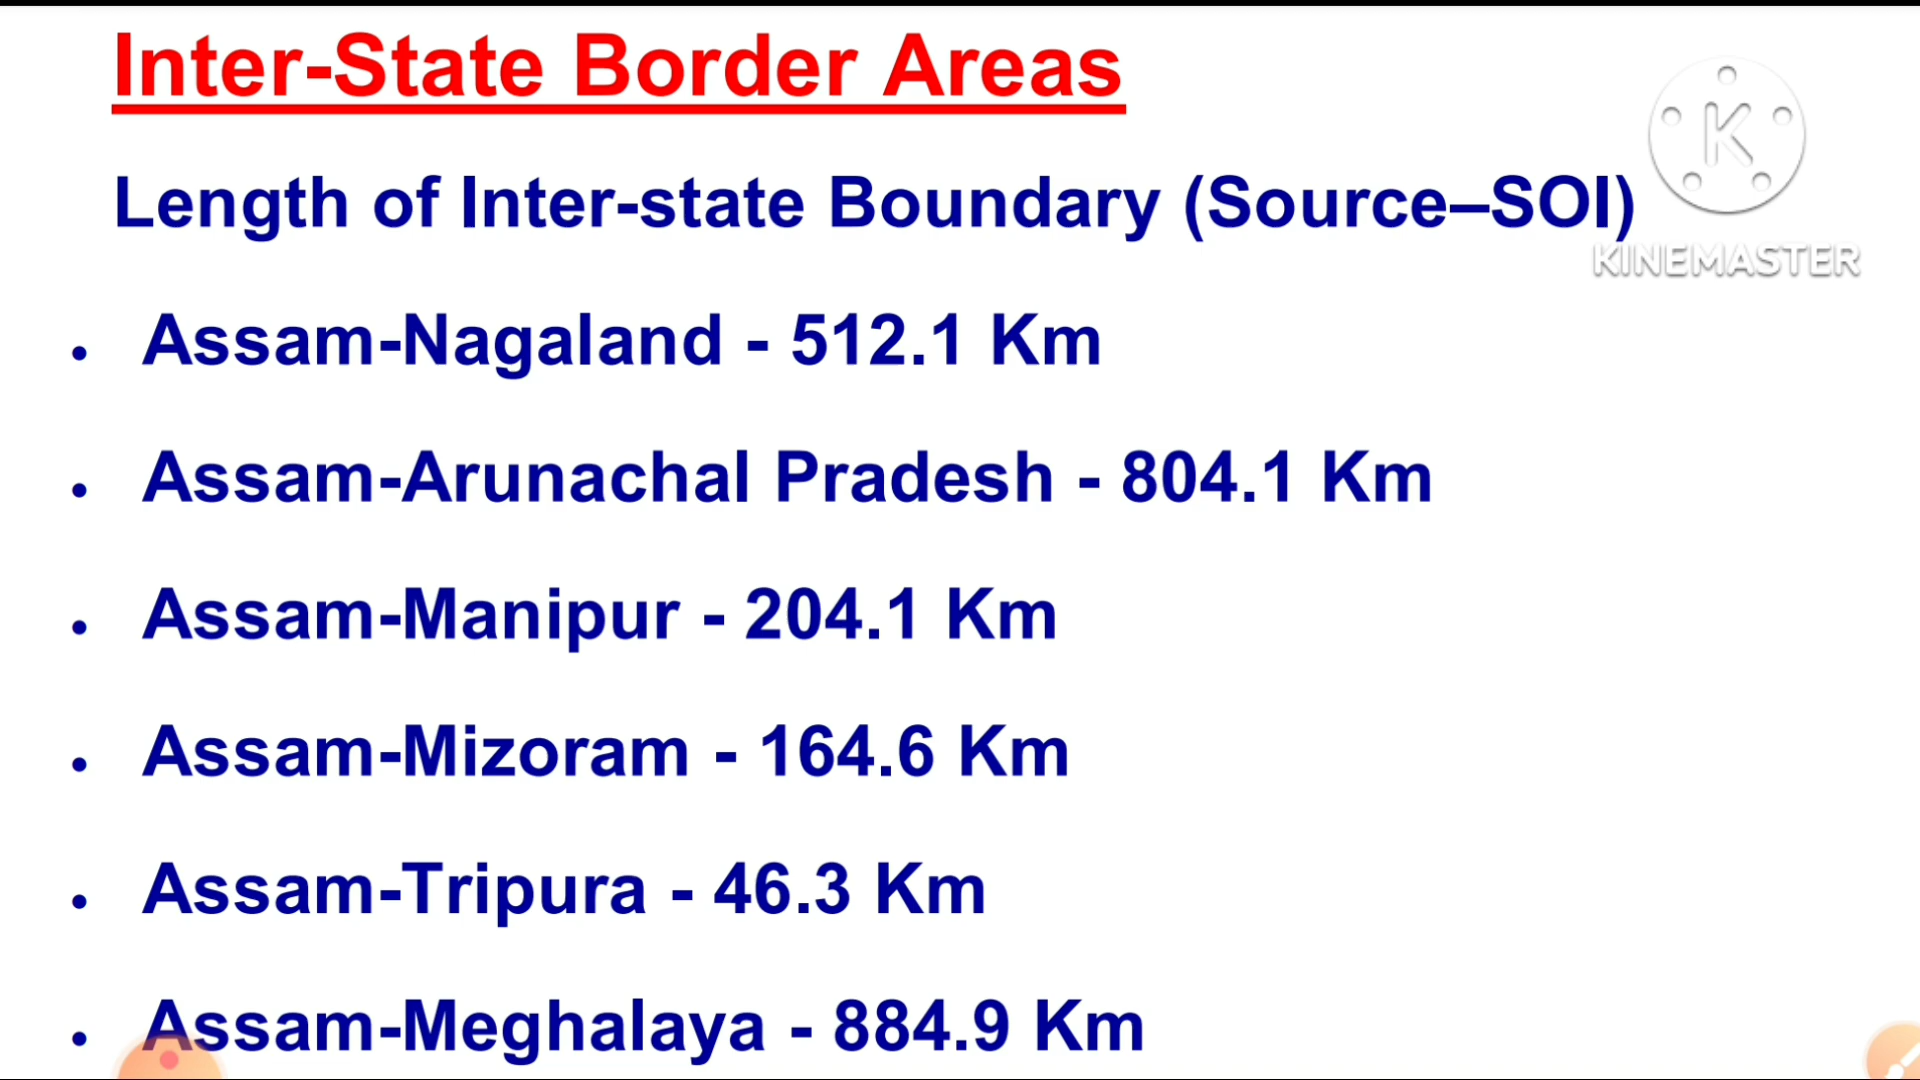 Inter-State Border Areas
Length of Inter-state Boundary (Source–SOI)
K
KINEMASTER
• Assam-Nagaland - 512.1 Km
• Assam-Arunachal Pradesh - 804.1 Km
• Assam-Manipur - 204.1 Km
• Assam-Mizoram - 164.6 Km
• Assam-Tripura - 46.3 Km
• Assam-Meghalaya - 884.9 Km